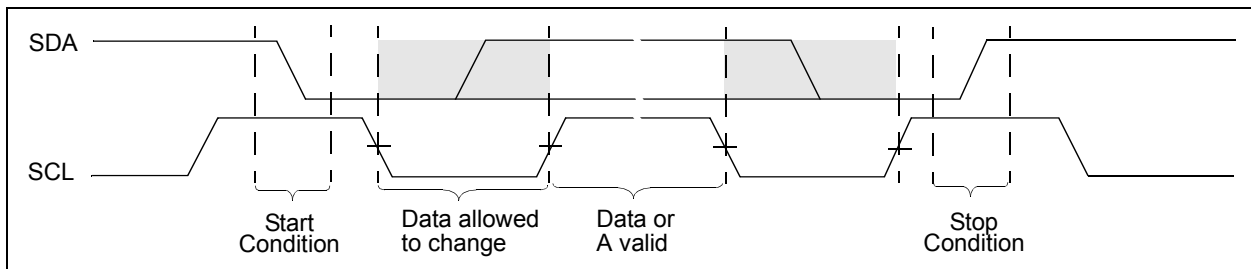 SDA
SCL
Start
Condition
Data allowed
to change
Data or
A valid
Stop
Condition